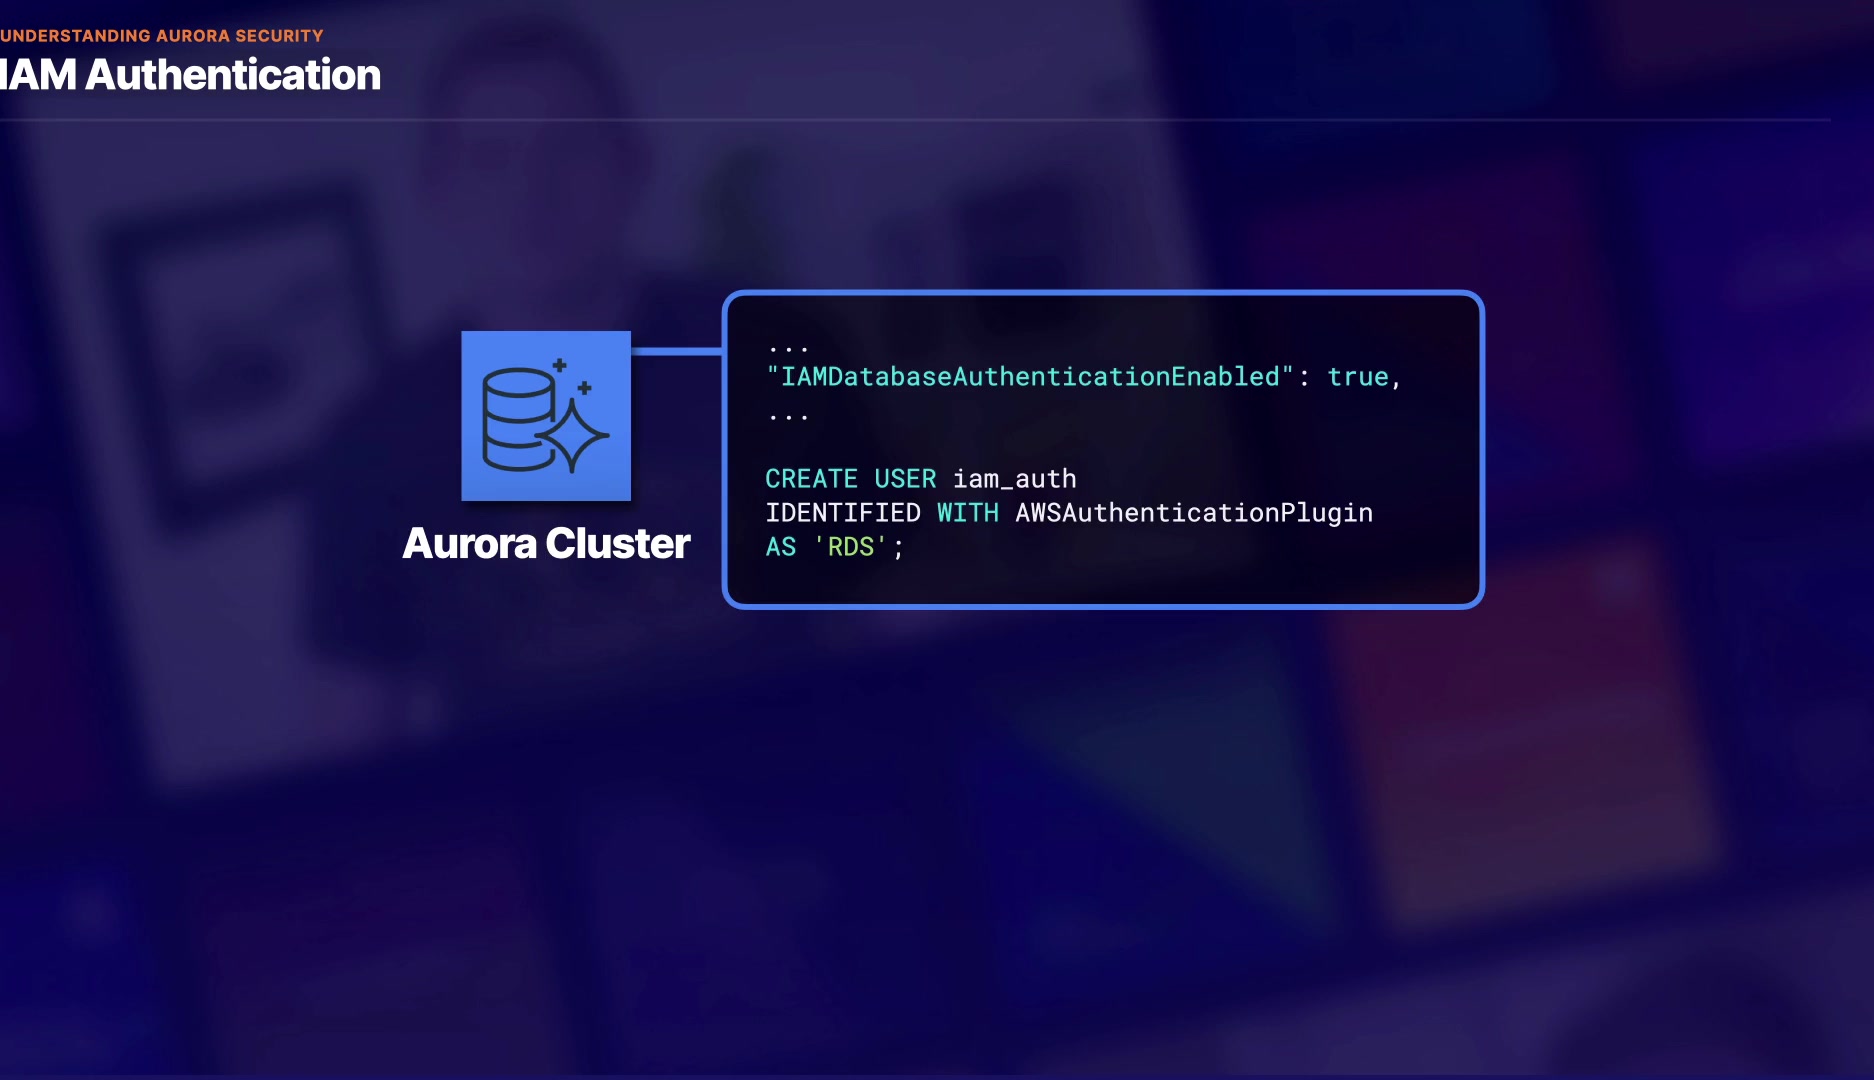 UNDERSTANDING AURORA SECURITY
IAM Authentication
...
"IAMDatabaseAuthenticationEnabled": true,
...
CREATE USER iam_auth
IDENTIFIED WITH AWSAuthenticationPlugin
AS 'RDS';
Aurora Cluster